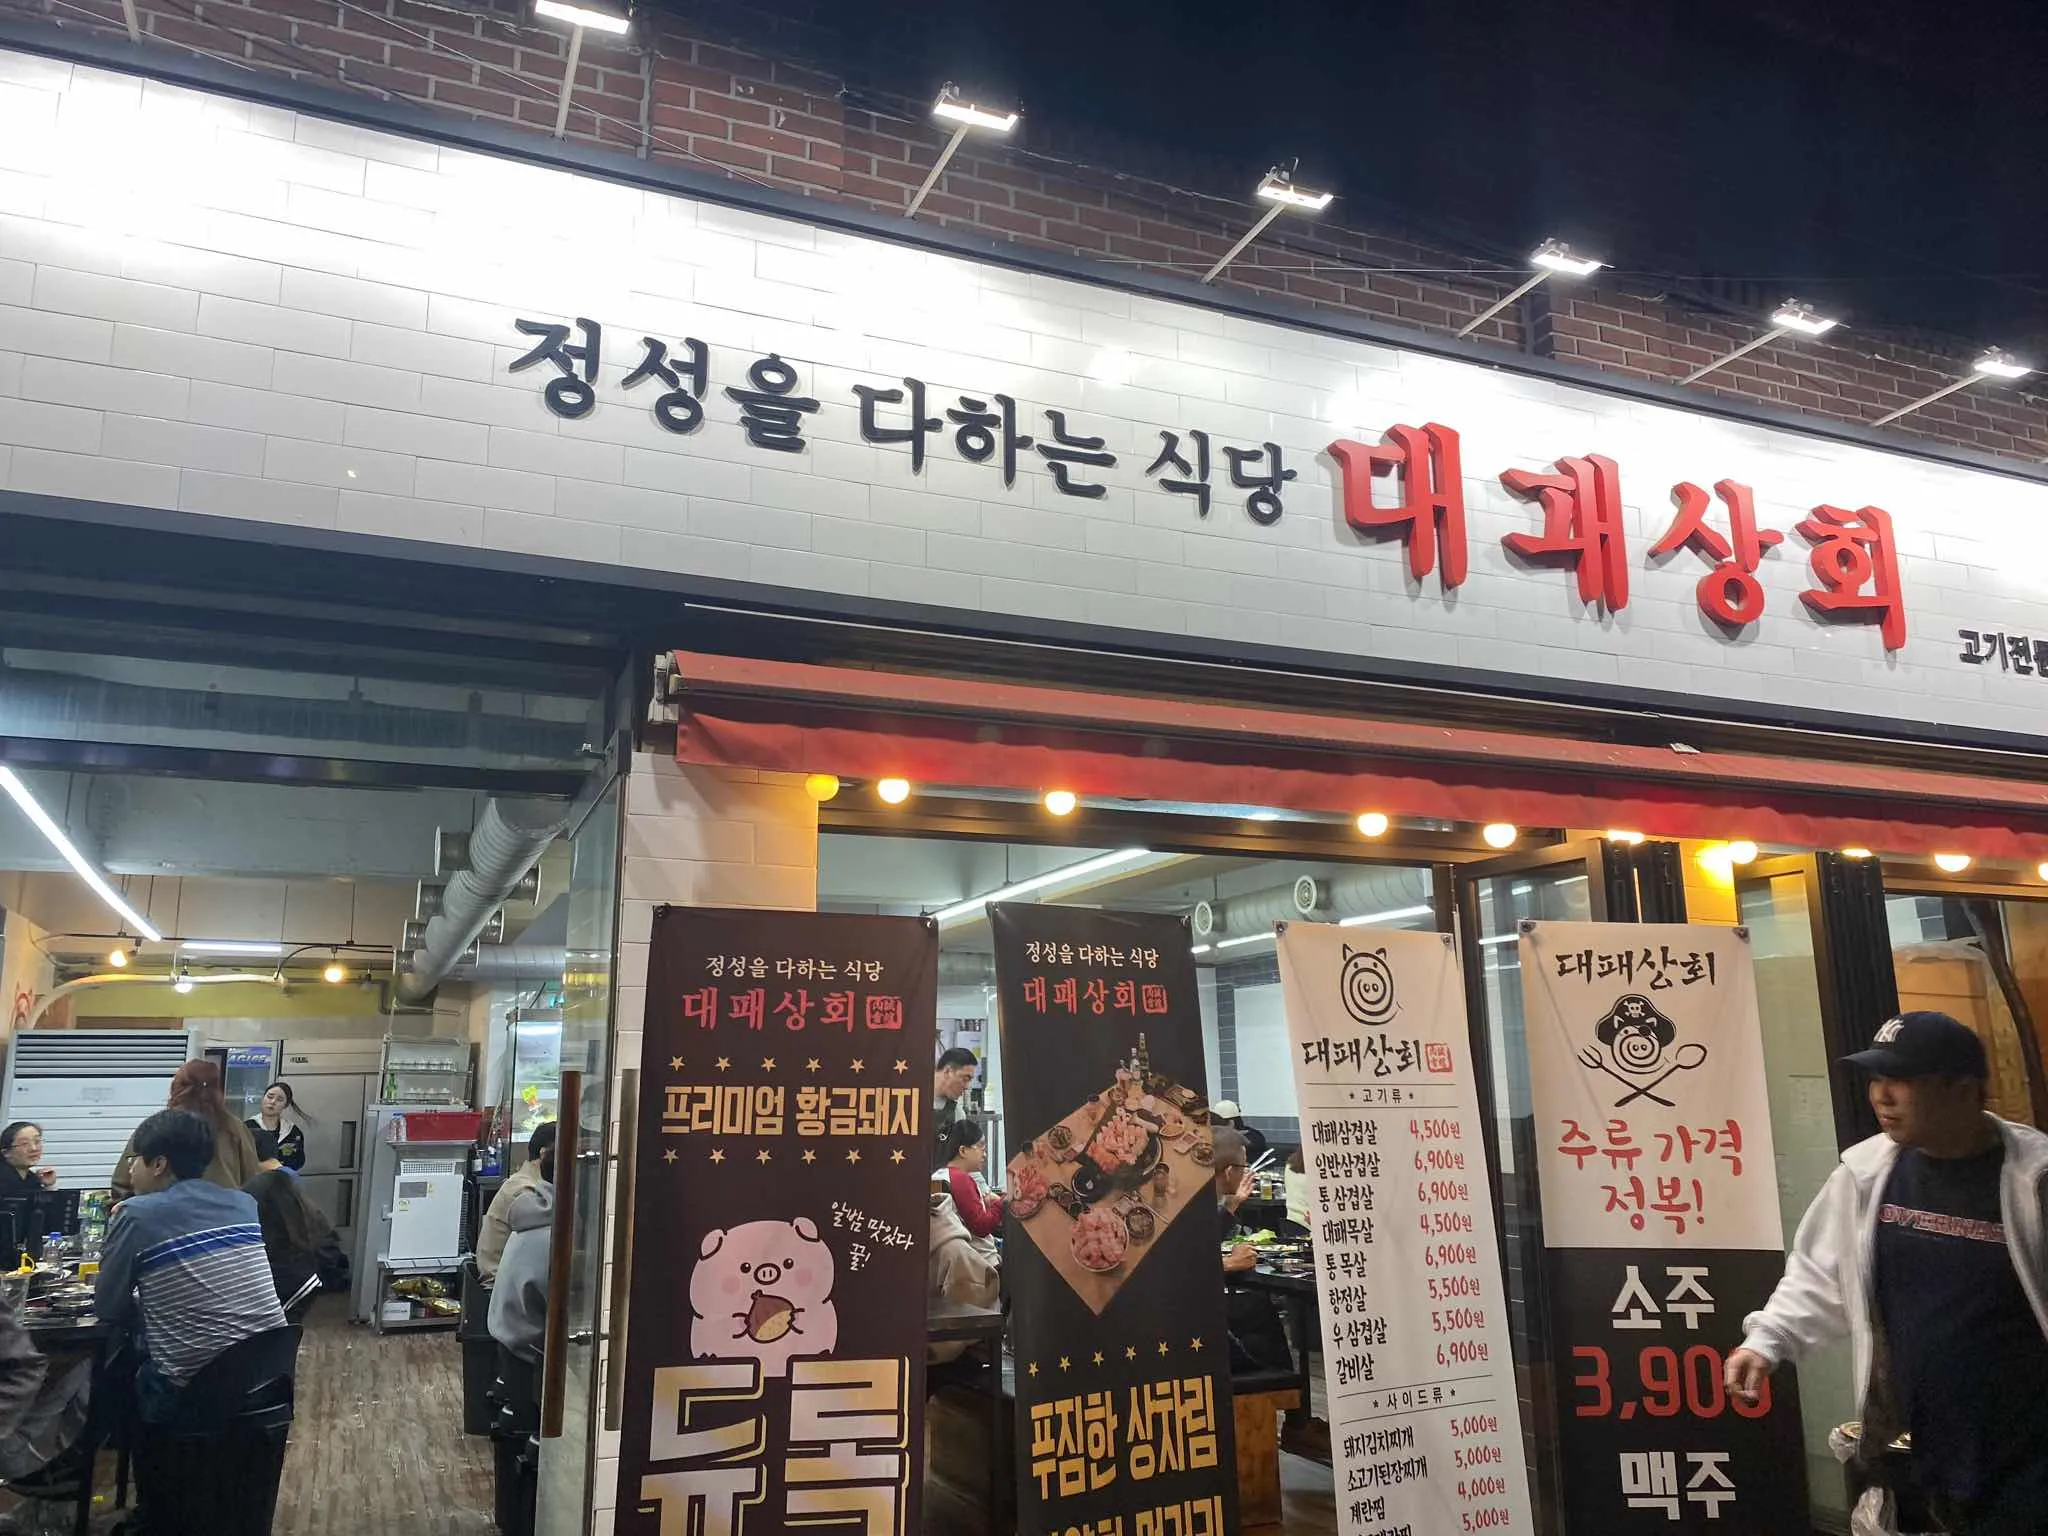 정성을 다하는 식당 대패상회
고기전문
정성을 다하는 식당
대패상회
프리미엄 황금돼지
알밤 맛있다
꿀!
듀록
정성을 다하는 식당
대패상회
푸짐한 상차림
대패상회
* 고기류 *
대패삼겹살 4,500원
일반삼겹살 6,900원
통삼겹살 6,900원
대패목살 4,500원
통목살 6,900원
항정살 5,500원
우삼겹살 5,500원
갈비살 6,900원
* 사이드류 *
돼지김치찌개 5,000원
소고기된장찌개 5,000원
계란찜 4,000원
5,000원
대패상회
주류 가격
정복!
소주
3,900
맥주